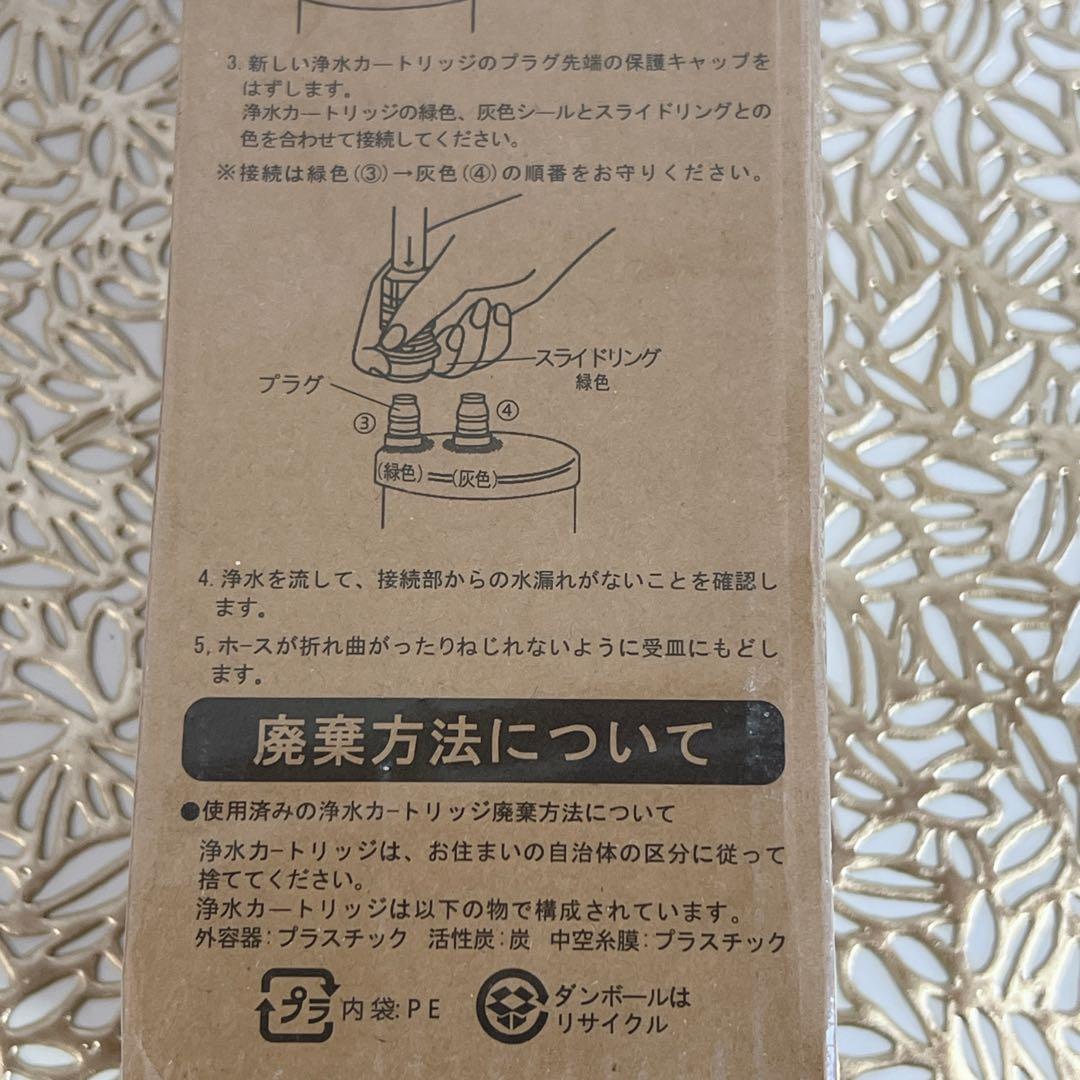 3. 新しい浄水カートリッジのプラグ先端の保護キャップを
はずします。
浄水カートリッジの緑色、灰色シールとスライドリングとの
色を合わせて接続してください。
※接続は緑色(③)→灰色(④)の順番をお守りください。
スライドリング
緑色
プラグ
③
④
(緑色)
(灰色)
4. 浄水を流して、接続部からの水漏れがないことを確認し
ます。
5. ホースが折れ曲がったりねじれないように受皿にもどし
ます。
廃棄方法について
●使用済みの浄水カートリッジ廃棄方法について
浄水カートリッジは、お住まいの自治体の区分に従って
捨ててください。
浄水カートリッジは以下の物で構成されています。
外容器:プラスチック 活性炭:炭 中空糸膜:プラスチック
プラ 内袋:PE
ダンボールは
リサイクル